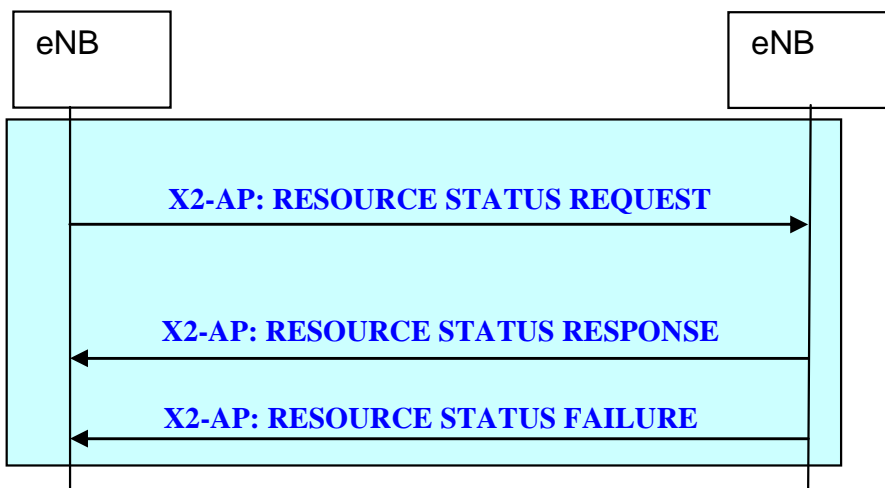 eNB
eNB
X2-AP: RESOURCE STATUS REQUEST
X2-AP: RESOURCE STATUS RESPONSE
X2-AP: RESOURCE STATUS FAILURE